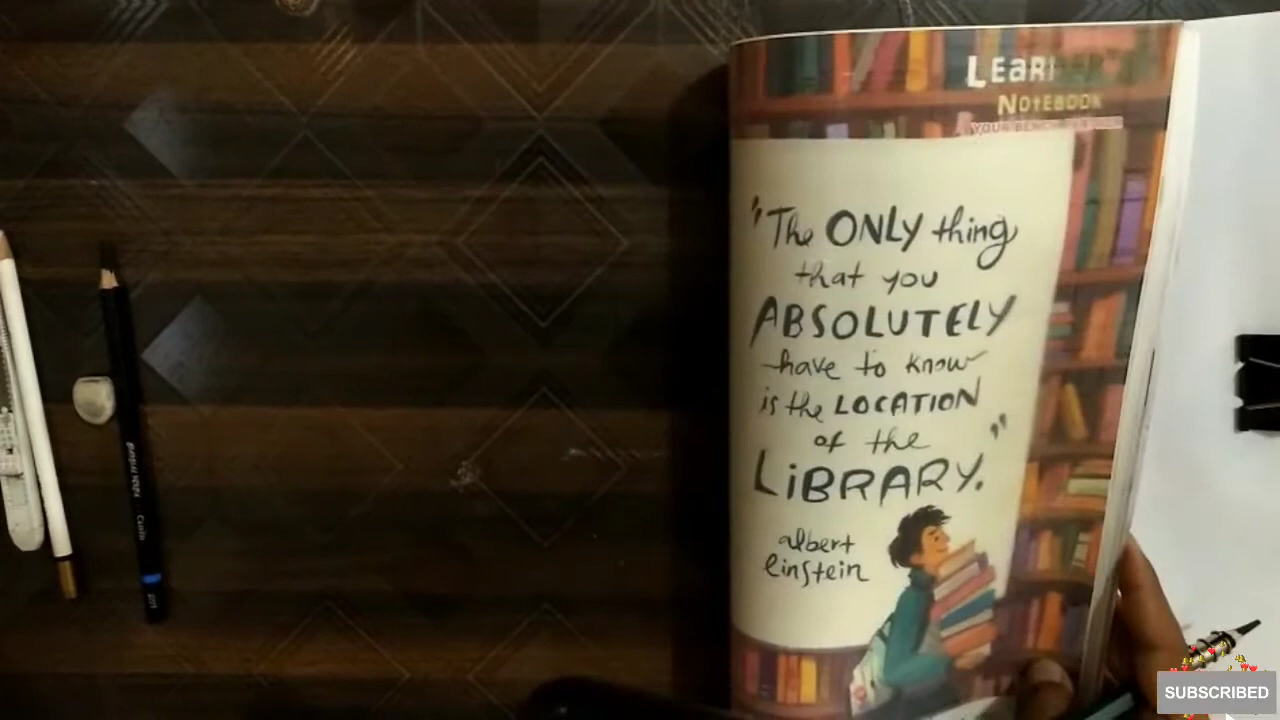 NOTEBOOK
"The ONLY thing
that you
ABSOLUTELY
have to know
is the LOCATION
of the
LiBRARY."
albert
einstein
SUBSCRIBED